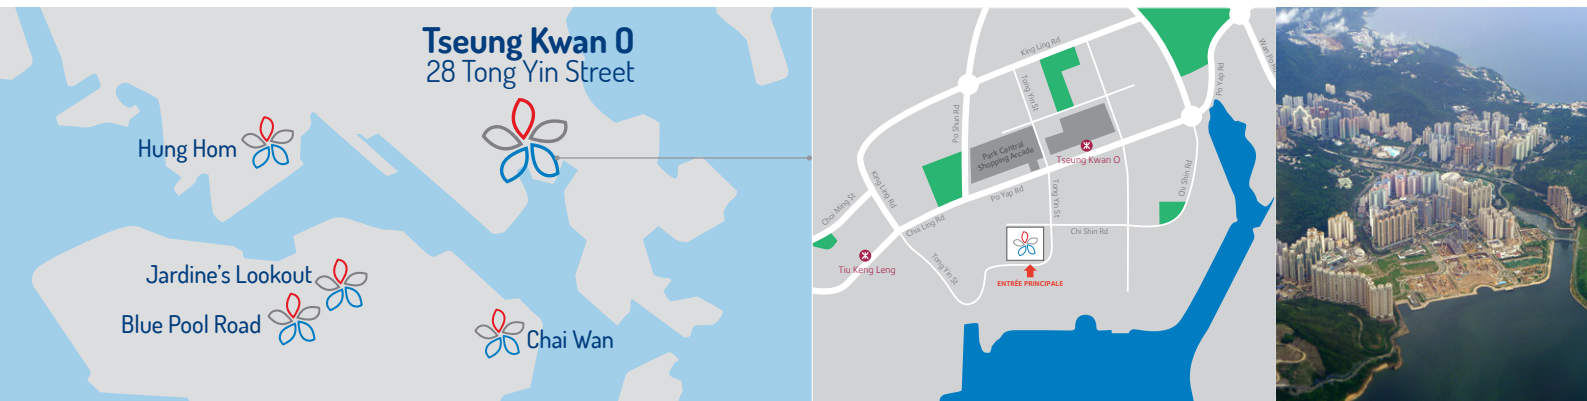 Tseung Kwan O
28 Tong Yin Street
Hung Hom
Jardine's Lookout
Blue Pool Road
Chai Wan
King Ling Rd
Tong Yin St
Po Shun Rd
Po Yap Rd
Wan Po Rd
Park Central
Shopping Arcade
Tseung Kwan O
Choi Ming St
King Ling Rd
Po Yap Rd
Tong Yin St
Chi Shin Rd
Chui Ling Rd
Chi Shin Rd
Tiu Keng Leng
Tong Yin St
ENTRÉE PRINCIPALE